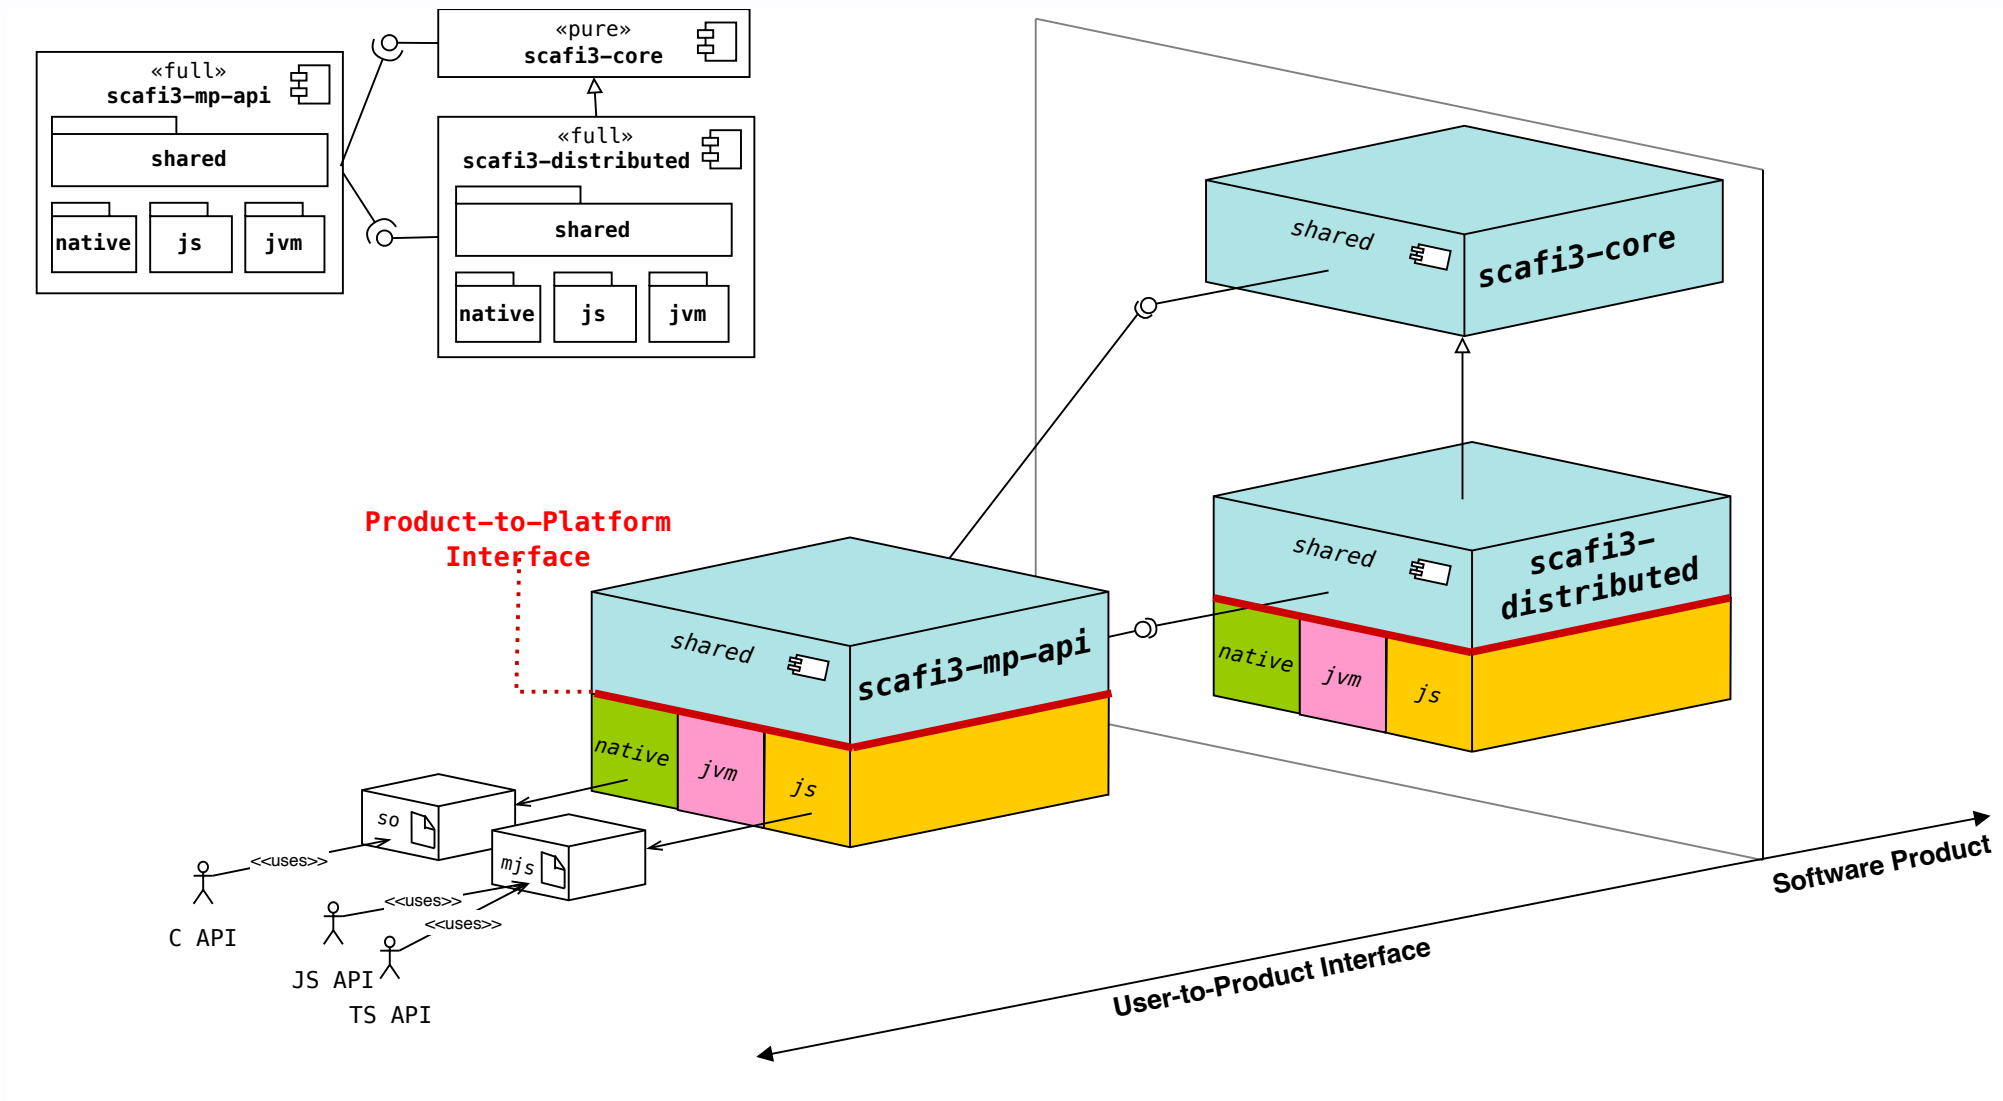 «pure»
scafi3-core
«full»
scafi3-mp-api
shared
native
js
jvm
«full»
scafi3-distributed
shared
native
js
jvm
shared
scafi3-core
shared
scafi3-
distributed
native
jvm
js
Product-to-Platform
Interface
shared
scafi3-mp-api
native
jvm
js
so
mjs
<<uses>>
<<uses>>
<<uses>>
C API
JS API
TS API
User-to-Product Interface
Software Product